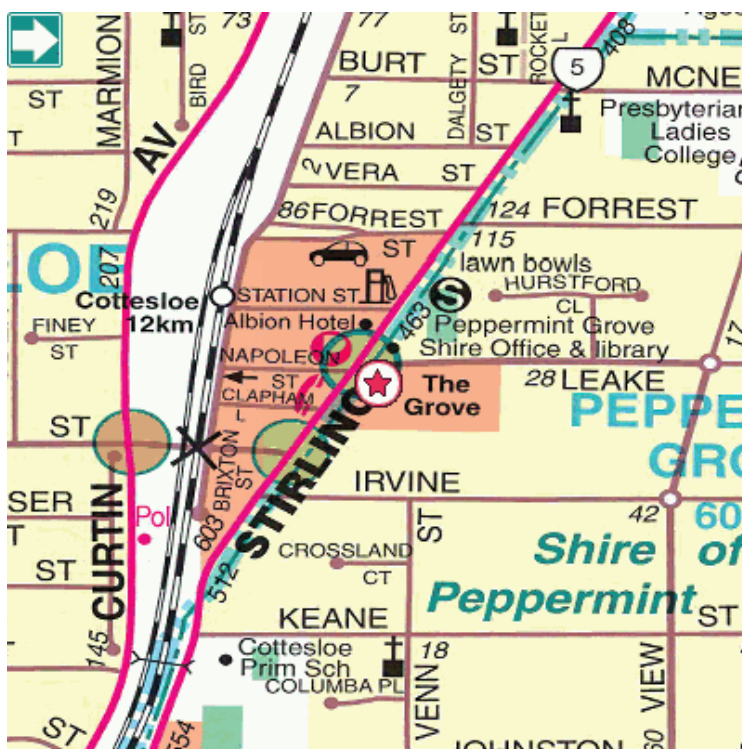 73
77
BURT ST
ROCKET L
5
408
MCNE
MARMION
BIRD ST
DALGETY ST
7
ST
ALBION ST
Presbyterian
Ladies
College
AV
2
VERA ST
219
86 FORREST ST
124 FORREST
115
lawn bowls
LOE
207
HURSTFORD
CL
Cottesloe
12km
STATION ST
S
Albion Hotel
463
Peppermint Grove
Shire Office & library
FINEY
ST
NAPOLEON
ST
17
CLAPHAM
L
The
Grove
28 LEAKE
PEPPE
GRO
ST
STIRLING
BRIXTON ST
IRVINE
ST
SER
CURTIN
Pol
603
42
60
CROSSLAND
CT
Shire of
Peppermint
ST
512
KEANE
ST
145
Cottesloe
Prim Sch
18
COLUMBA PL
VENN
VIEW
ST
554
60
JOHNSTON